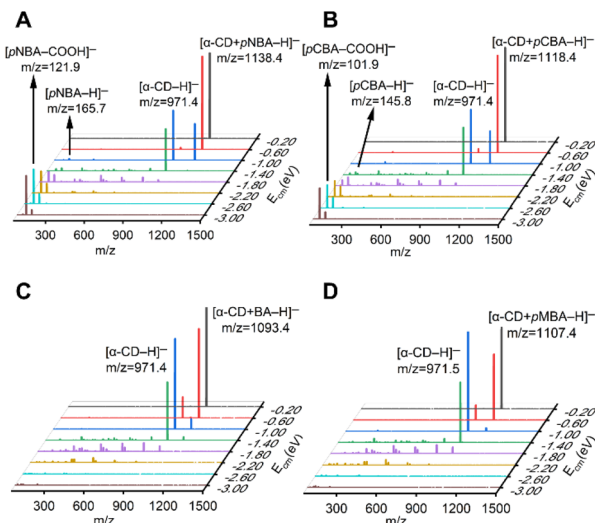 A
[α-CD+pNBA–H]⁻
m/z=1138.4
[pNBA–COOH]⁻
m/z=121.9
[pNBA–H]⁻
m/z=165.7
[α-CD–H]⁻
m/z=971.4
-0.20
-0.60
-1.00
-1.40
-1.80
-2.20
-2.60
-3.00
Ecm(eV)
300 600 900 1200 1500
m/z
B
[α-CD+pCBA–H]⁻
m/z=1118.4
[pCBA–COOH]⁻
m/z=101.9
[pCBA–H]⁻
m/z=145.8
[α-CD–H]⁻
m/z=971.4
-0.20
-0.60
-1.00
-1.40
-1.80
-2.20
-2.60
-3.00
Ecm(eV)
300 600 900 1200 1500
m/z
C
[α-CD+BA–H]⁻
m/z=1093.4
[α-CD–H]⁻
m/z=971.4
-0.20
-0.60
-1.00
-1.40
-1.80
-2.20
-2.60
-3.00
Ecm(eV)
300 600 900 1200 1500
m/z
D
[α-CD+pMBA–H]⁻
m/z=1107.4
[α-CD–H]⁻
m/z=971.5
-0.20
-0.60
-1.00
-1.40
-1.80
-2.20
-2.60
-3.00
Ecm(eV)
300 600 900 1200 1500
m/z